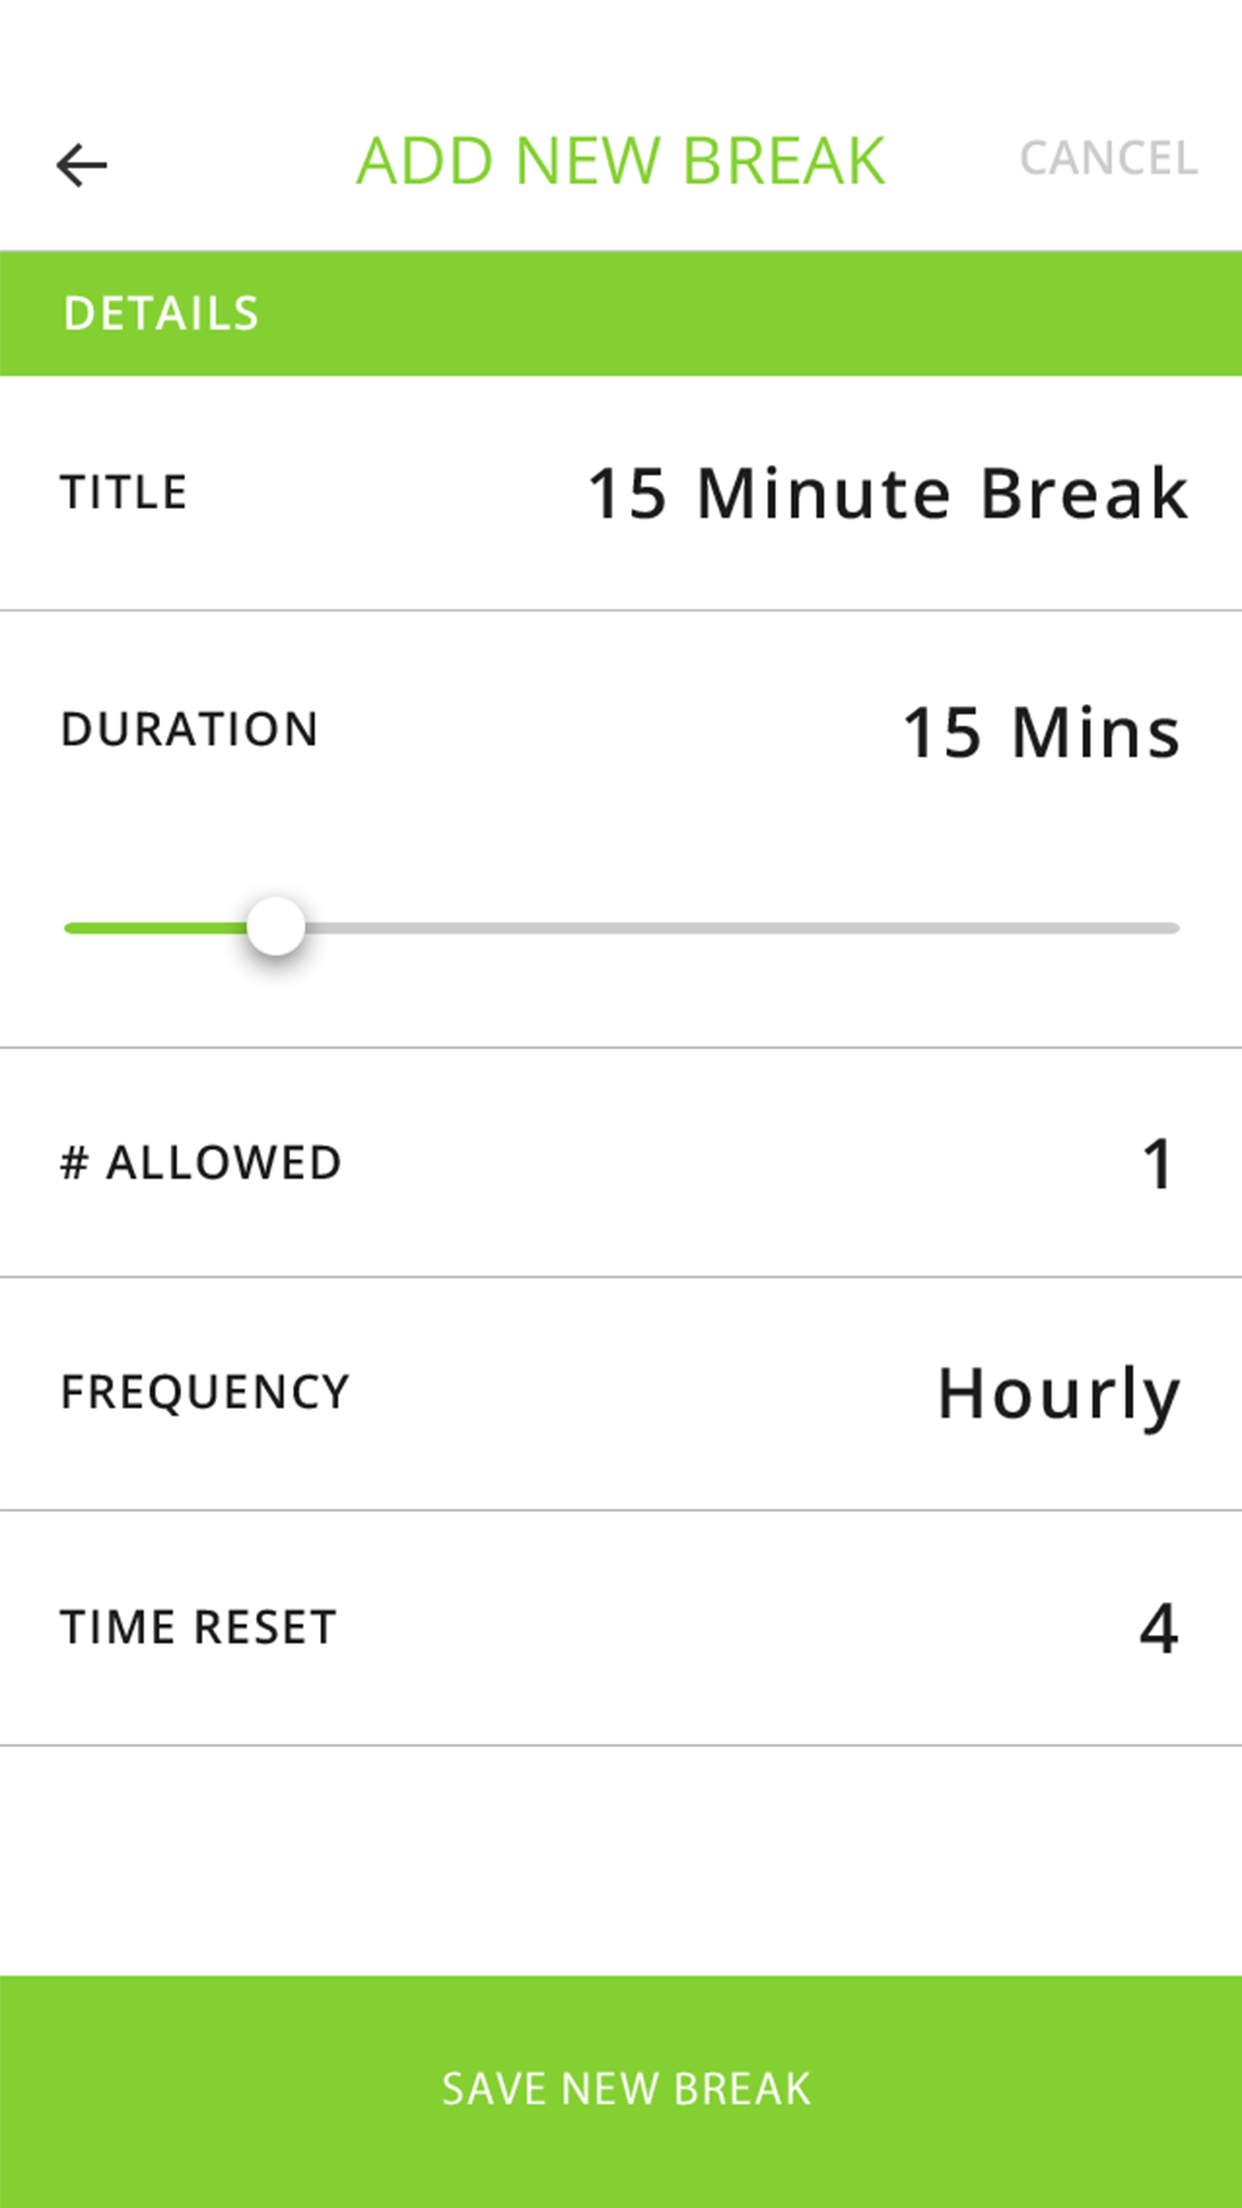 ADD NEW BREAK
CANCEL
DETAILS
TITLE
15 Minute Break
DURATION
15 Mins
# ALLOWED
1
FREQUENCY
Hourly
TIME RESET
4
SAVE NEW BREAK